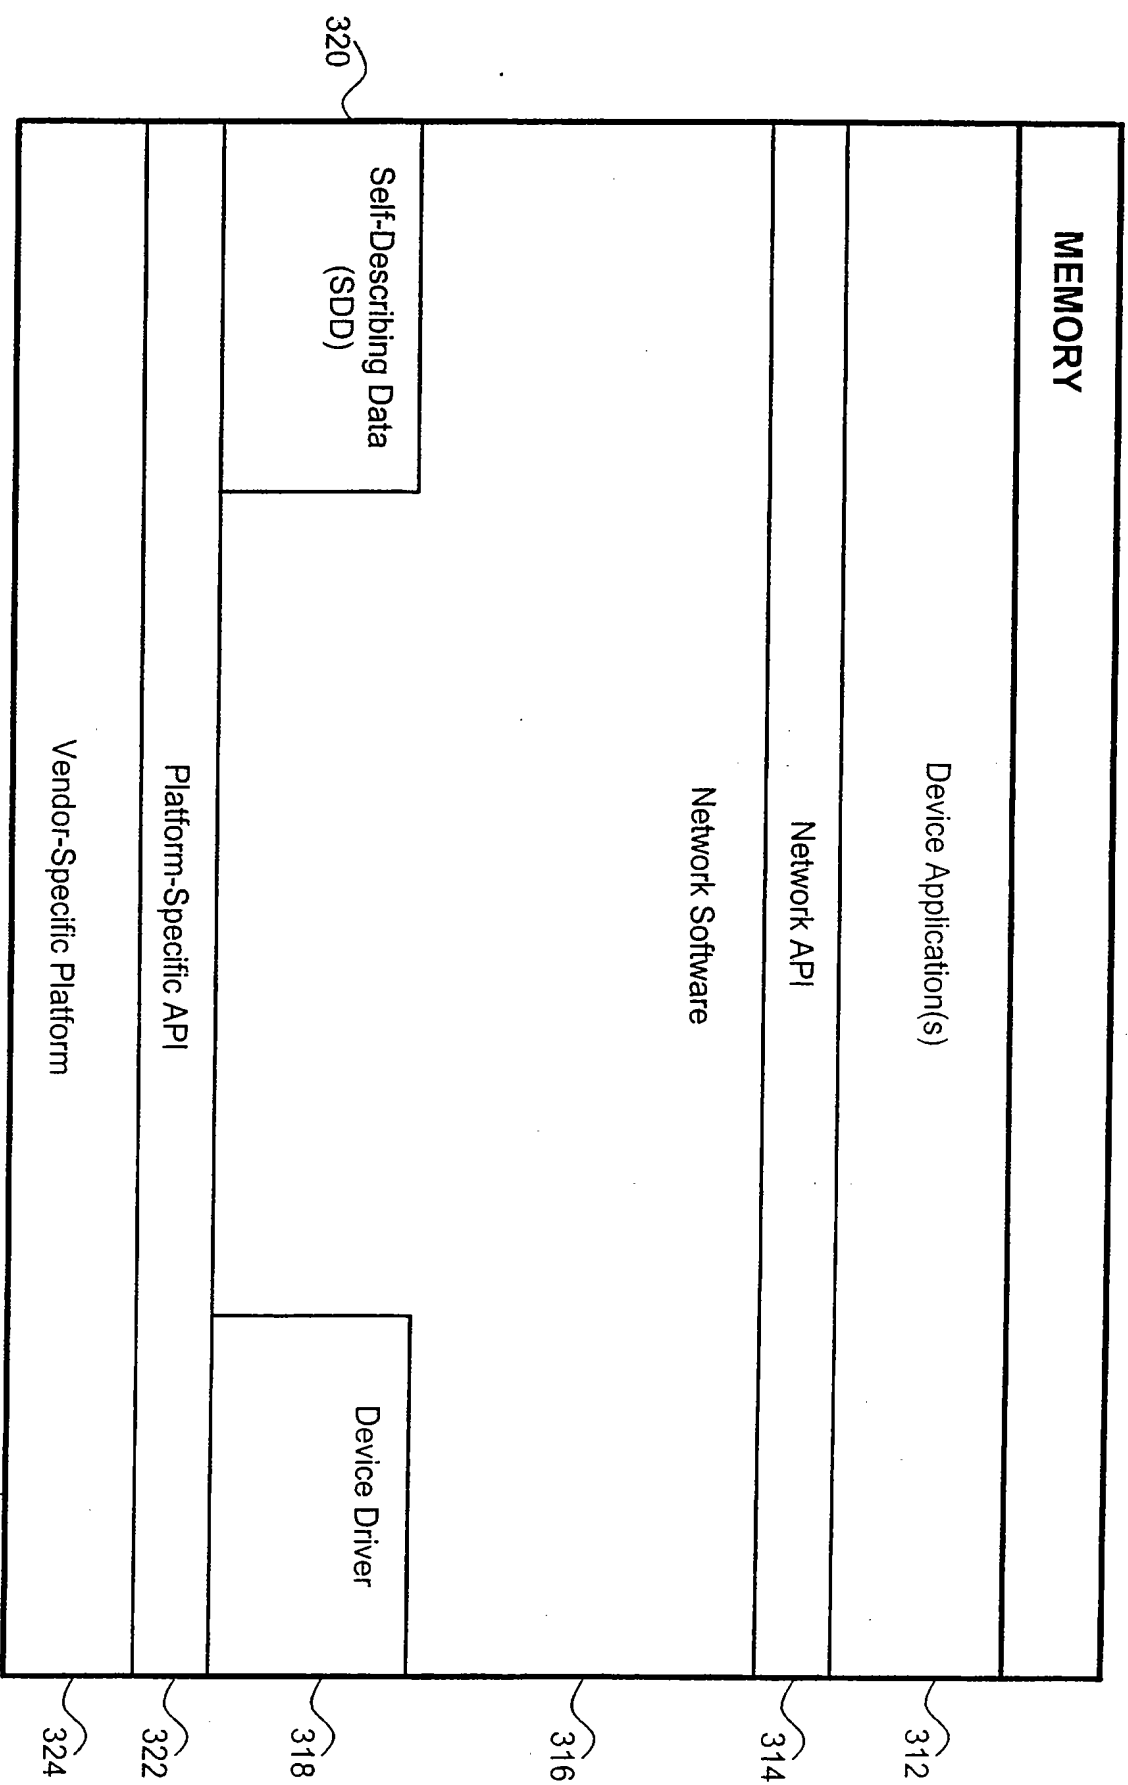 MEMORY
Device Application(s)
312
Network API
314
Network Software
316
Self-Describing Data
(SDD)
320
Device Driver
318
Platform-Specific API
322
Vendor-Specific Platform
324